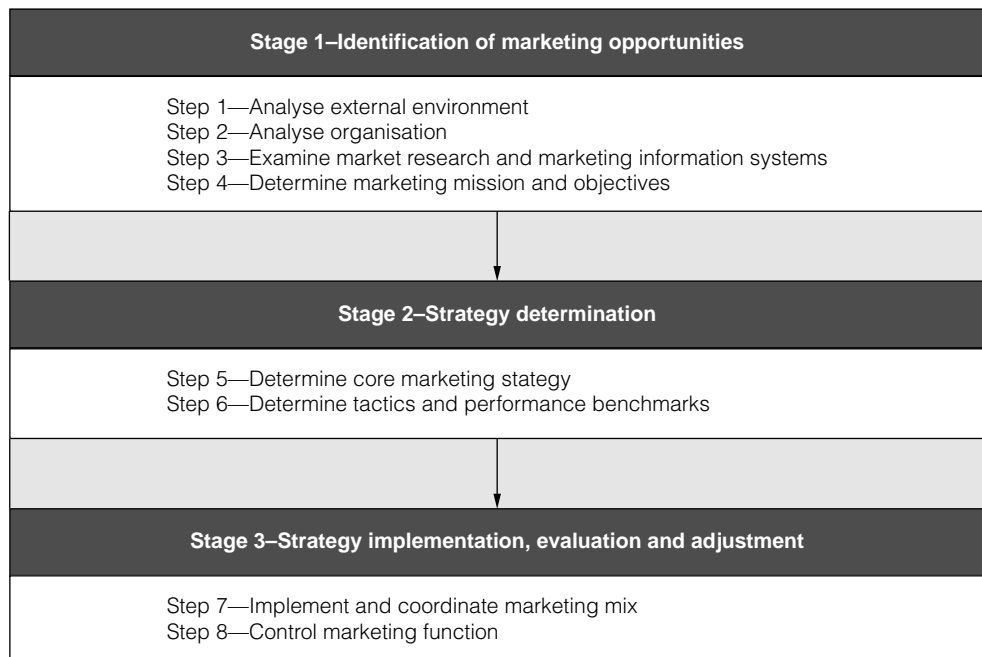 Stage 1–Identification of marketing opportunities
Step 1—Analyse external environment
Step 2—Analyse organisation
Step 3—Examine market research and marketing information systems
Step 4—Determine marketing mission and objectives
Stage 2–Strategy determination
Step 5—Determine core marketing stategy
Step 6—Determine tactics and performance benchmarks
Stage 3–Strategy implementation, evaluation and adjustment
Step 7—Implement and coordinate marketing mix
Step 8—Control marketing function